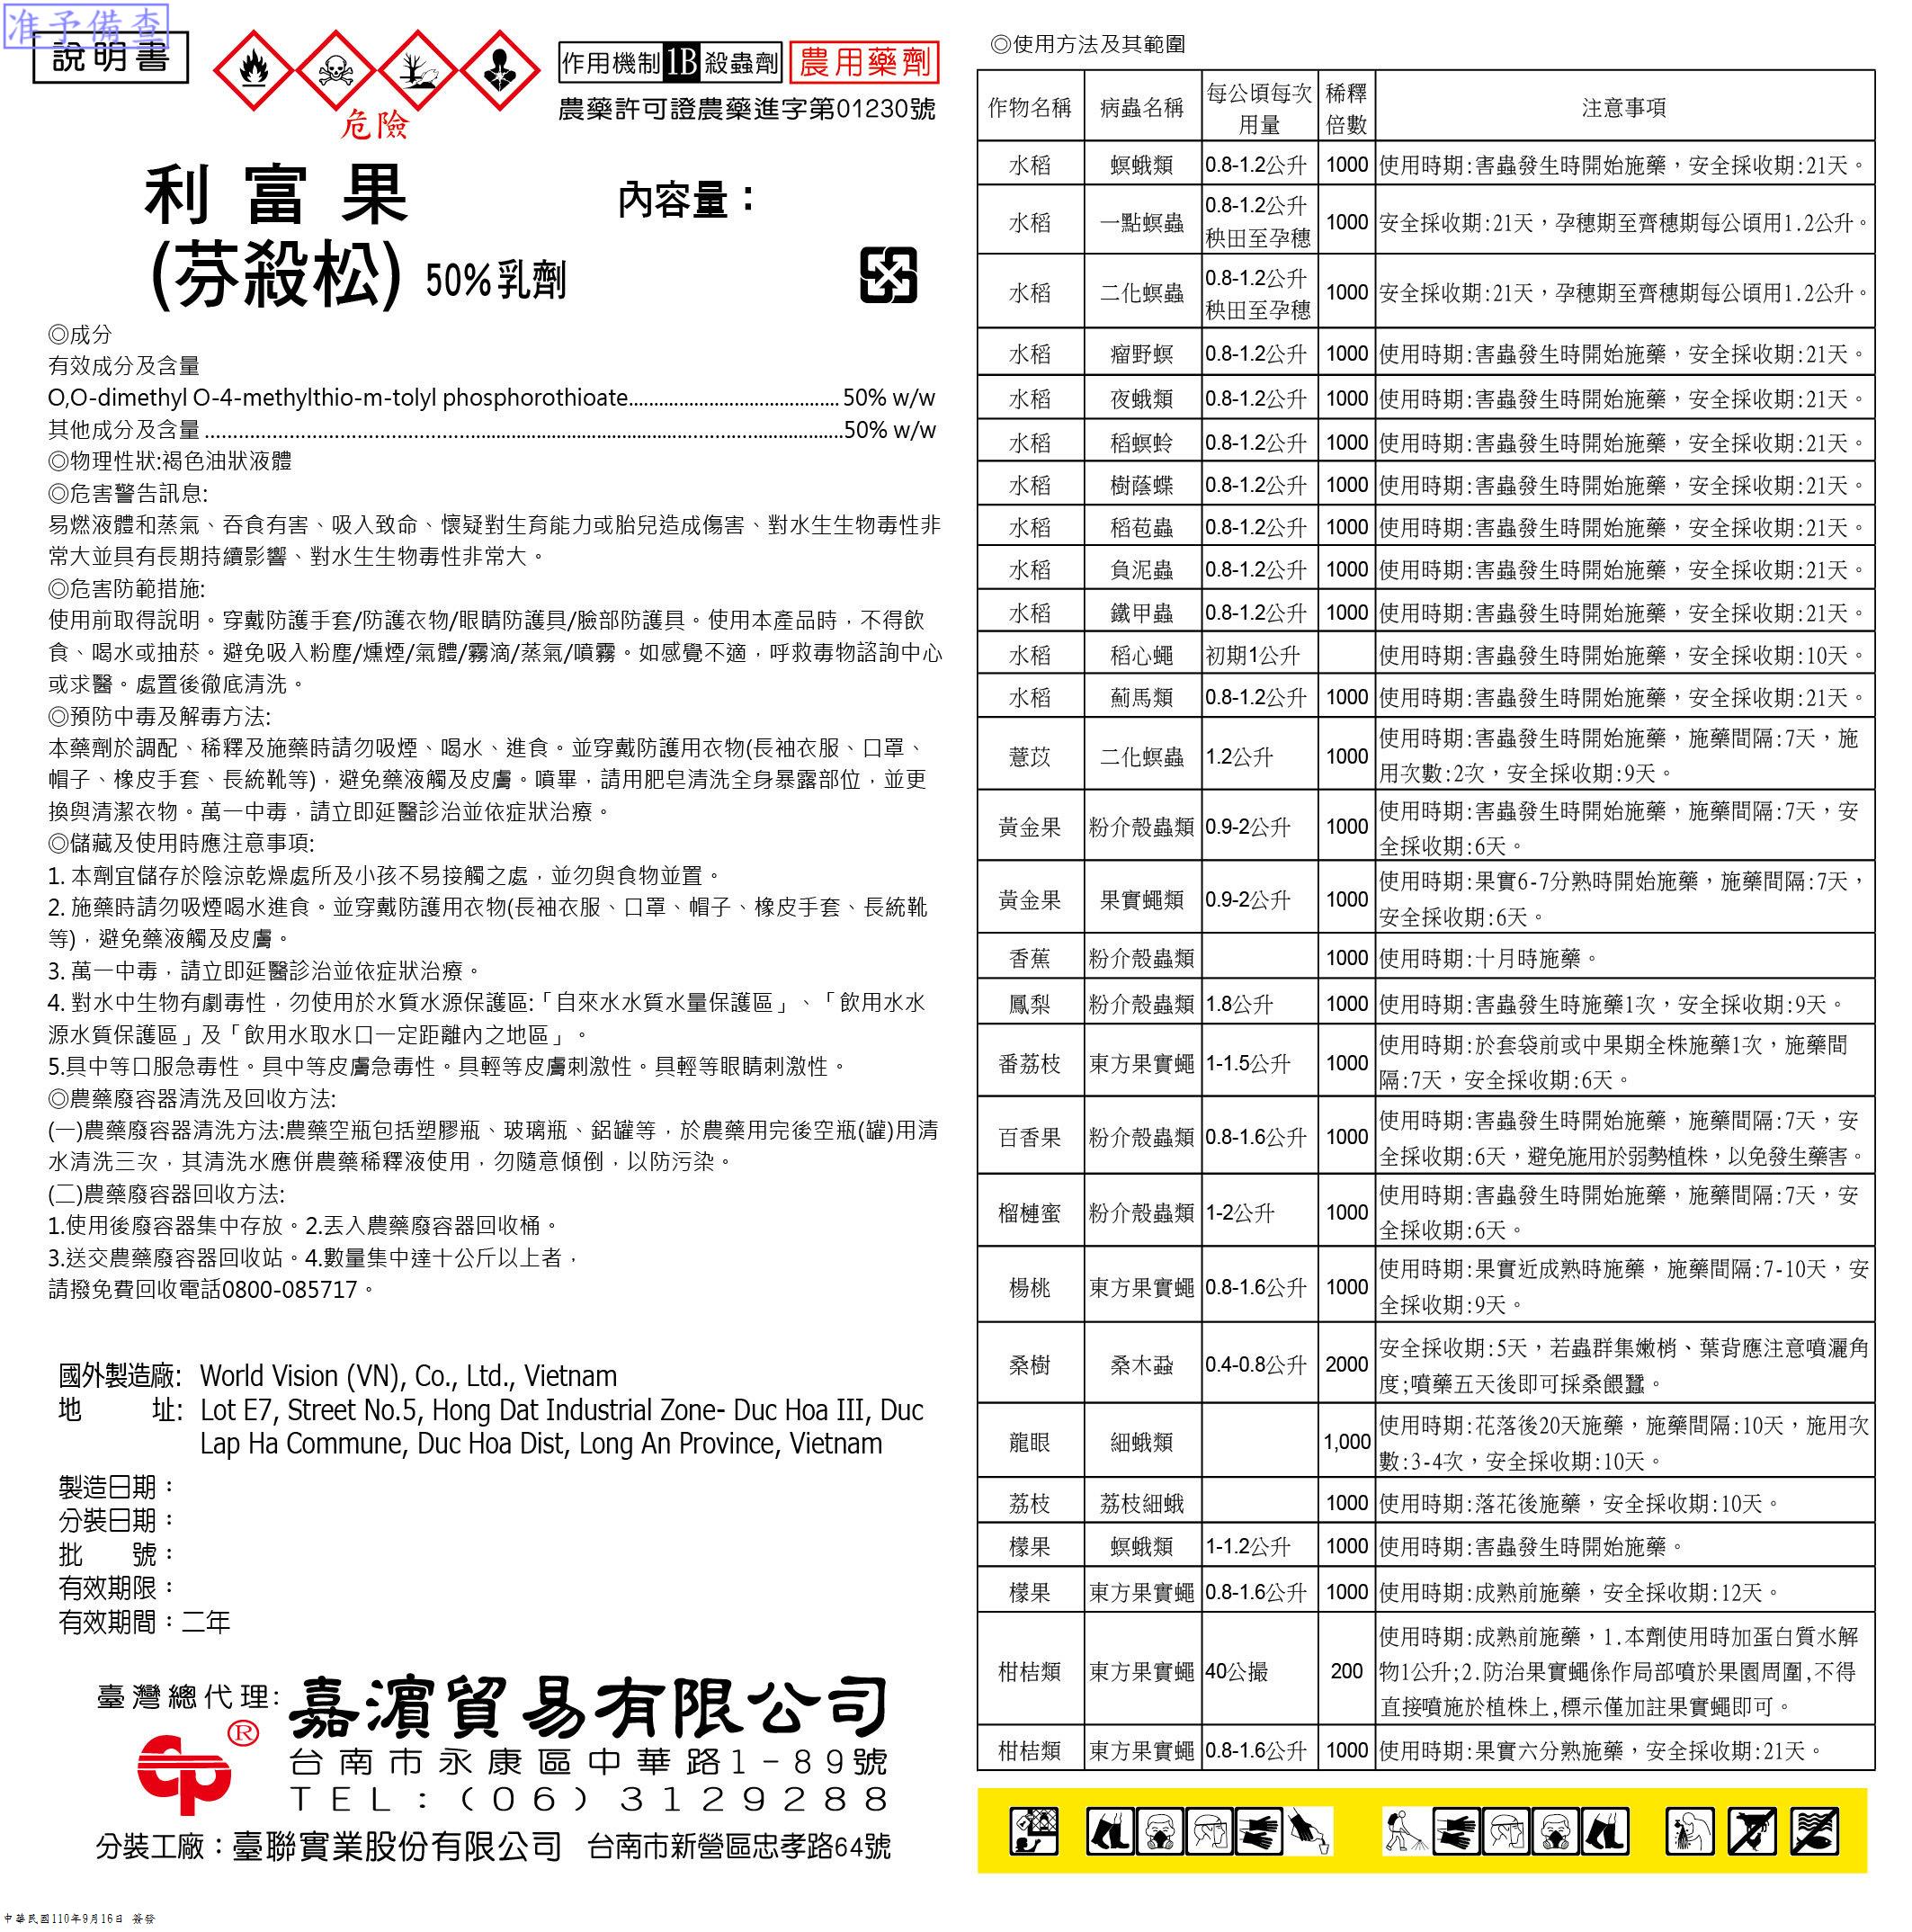 准予備查
說明書
危險
作用機制 1B 殺蟲劑 農用藥劑
農藥許可證農藥進字第01230號
利富果
(芬殺松) 50%乳劑
內容量：
◎成分
有效成分及含量
O,O-dimethyl O-4-methylthio-m-tolyl phosphorothioate.......................................... 50% w/w
其他成分及含量 ..........................................................................................................50% w/w
◎物理性狀:褐色油狀液體
◎危害警告訊息:
易燃液體和蒸氣、吞食有害、吸入致命、懷疑對生育能力或胎兒造成傷害、對水生生物毒性非
常大並具有長期持續影響、對水生生物毒性非常大。
◎危害防範措施:
使用前取得說明。穿戴防護手套/防護衣物/眼睛防護具/臉部防護具。使用本產品時，不得飲
食、喝水或抽菸。避免吸入粉塵/燻煙/氣體/霧滴/蒸氣/噴霧。如感覺不適，呼救毒物諮詢中心
或求醫。處置後徹底清洗。
◎預防中毒及解毒方法:
本藥劑於調配、稀釋及施藥時請勿吸煙、喝水、進食。並穿戴防護用衣物(長袖衣服、口罩、
帽子、橡皮手套、長統靴等)，避免藥液觸及皮膚。噴畢，請用肥皂清洗全身暴露部位，並更
換與清潔衣物。萬一中毒，請立即延醫診治並依症狀治療。
◎儲藏及使用時應注意事項:
1. 本劑宜儲存於陰涼乾燥處所及小孩不易接觸之處，並勿與食物並置。
2. 施藥時請勿吸煙喝水進食。並穿戴防護用衣物(長袖衣服、口罩、帽子、橡皮手套、長統靴
等)，避免藥液觸及皮膚。
3. 萬一中毒，請立即延醫診治並依症狀治療。
4. 對水中生物有劇毒性，勿使用於水質水源保護區:「自來水水質水量保護區」、「飲用水水
源水質保護區」及「飲用水取水口一定距離內之地區」。
5.具中等口服急毒性。具中等皮膚急毒性。具輕等皮膚刺激性。具輕等眼睛刺激性。
◎農藥廢容器清洗及回收方法:
(一)農藥廢容器清洗方法:農藥空瓶包括塑膠瓶、玻璃瓶、鋁罐等，於農藥用完後空瓶(罐)用清
水清洗三次，其清洗水應併農藥稀釋液使用，勿隨意傾倒，以防污染。
(二)農藥廢容器回收方法:
1.使用後廢容器集中存放。2.丟入農藥廢容器回收桶。
3.送交農藥廢容器回收站。4.數量集中達十公斤以上者，
請撥免費回收電話0800-085717。
國外製造廠: World Vision (VN), Co., Ltd., Vietnam
地 址: Lot E7, Street No.5, Hong Dat Industrial Zone- Duc Hoa III, Duc
Lap Ha Commune, Duc Hoa Dist, Long An Province, Vietnam
製造日期：
分裝日期：
批 號：
有效期限：
有效期間：二年
臺灣總代理: 嘉濵貿易有限公司
CP®
台南市永康區中華路1-89號
TEL:(06)3129288
分裝工廠：臺聯實業股份有限公司 台南市新營區忠孝路64號
中華民國110年9月16日 簽發
◎使用方法及其範圍
作物名稱 病蟲名稱 每公頃每次用量 稀釋倍數 注意事項
水稻 螟蛾類 0.8-1.2公升 1000 使用時期:害蟲發生時開始施藥，安全採收期:21天。
水稻 一點螟蟲 0.8-1.2公升 秧田至孕穗 1000 安全採收期:21天，孕穗期至齊穗期每公頃用1.2公升。
水稻 二化螟蟲 0.8-1.2公升 秧田至孕穗 1000 安全採收期:21天，孕穗期至齊穗期每公頃用1.2公升。
水稻 瘤野螟 0.8-1.2公升 1000 使用時期:害蟲發生時開始施藥，安全採收期:21天。
水稻 夜蛾類 0.8-1.2公升 1000 使用時期:害蟲發生時開始施藥，安全採收期:21天。
水稻 稻螟蛉 0.8-1.2公升 1000 使用時期:害蟲發生時開始施藥，安全採收期:21天。
水稻 樹蔭蝶 0.8-1.2公升 1000 使用時期:害蟲發生時開始施藥，安全採收期:21天。
水稻 稻苞蟲 0.8-1.2公升 1000 使用時期:害蟲發生時開始施藥，安全採收期:21天。
水稻 負泥蟲 0.8-1.2公升 1000 使用時期:害蟲發生時開始施藥，安全採收期:21天。
水稻 鐵甲蟲 0.8-1.2公升 1000 使用時期:害蟲發生時開始施藥，安全採收期:21天。
水稻 稻心蠅 初期1公升 使用時期:害蟲發生時開始施藥，安全採收期:10天。
水稻 薊馬類 0.8-1.2公升 1000 使用時期:害蟲發生時開始施藥，安全採收期:21天。
薏苡 二化螟蟲 1.2公升 1000 使用時期:害蟲發生時開始施藥，施藥間隔:7天，施
用次數:2次，安全採收期:9天。
黃金果 粉介殼蟲類 0.9-2公升 1000 使用時期:害蟲發生時開始施藥，施藥間隔:7天，安
全採收期:6天。
黃金果 果實蠅類 0.9-2公升 1000 使用時期:果實6-7分熟時開始施藥，施藥間隔:7天，
安全採收期:6天。
香蕉 粉介殼蟲類 1000 使用時期:十月時施藥。
鳳梨 粉介殼蟲類 1.8公升 1000 使用時期:害蟲發生時施藥1次，安全採收期:9天。
番荔枝 東方果實蠅 1-1.5公升 1000 使用時期:於套袋前或中果期全株施藥1次，施藥間
隔:7天，安全採收期:6天。
百香果 粉介殼蟲類 0.8-1.6公升 1000 使用時期:害蟲發生時開始施藥，施藥間隔:7天，安
全採收期:6天，避免施用於弱勢植株，以免發生藥害。
榴槤蜜 粉介殼蟲類 1-2公升 1000 使用時期:害蟲發生時開始施藥，施藥間隔:7天，安
全採收期:6天。
楊桃 東方果實蠅 0.8-1.6公升 1000 使用時期:果實近成熟時施藥，施藥間隔:7-10天，安
全採收期:9天。
桑樹 桑木蝨 0.4-0.8公升 2000 安全採收期:5天，若蟲群集嫩梢、葉背應注意噴灑角
度;噴藥五天後即可採桑餵蠶。
龍眼 細蛾類 1,000 使用時期:花落後20天施藥，施藥間隔:10天，施用次
數:3-4次，安全採收期:10天。
荔枝 荔枝細蛾 1000 使用時期:落花後施藥，安全採收期:10天。
檬果 螟蛾類 1-1.2公升 1000 使用時期:害蟲發生時開始施藥。
檬果 東方果實蠅 0.8-1.6公升 1000 使用時期:成熟前施藥，安全採收期:12天。
柑桔類 東方果實蠅 40公撮 200 使用時期:成熟前施藥，1.本劑使用時加蛋白質水解
物1公升;2.防治果實蠅係作局部噴於果園周圍,不得
直接噴施於植株上,標示僅加註果實蠅即可。
柑桔類 東方果實蠅 0.8-1.6公升 1000 使用時期:果實六分熟施藥，安全採收期:21天。